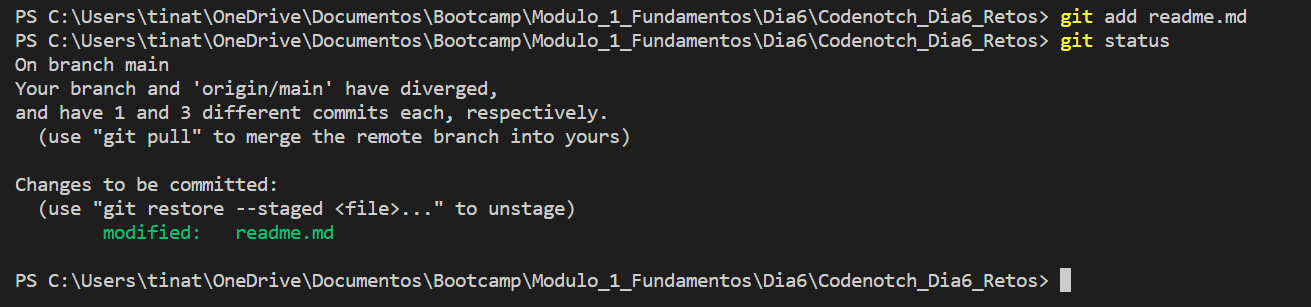 PS C:\Users\tinat\OneDrive\Documentos\Bootcamp\Modulo_1_Fundamentos\Dia6\Codenotch_Dia6_Retos> git add readme.md
PS C:\Users\tinat\OneDrive\Documentos\Bootcamp\Modulo_1_Fundamentos\Dia6\Codenotch_Dia6_Retos> git status
On branch main
Your branch and 'origin/main' have diverged,
and have 1 and 3 different commits each, respectively.
  (use "git pull" to merge the remote branch into yours)

Changes to be committed:
  (use "git restore --staged <file>..." to unstage)
        modified:   readme.md

PS C:\Users\tinat\OneDrive\Documentos\Bootcamp\Modulo_1_Fundamentos\Dia6\Codenotch_Dia6_Retos>